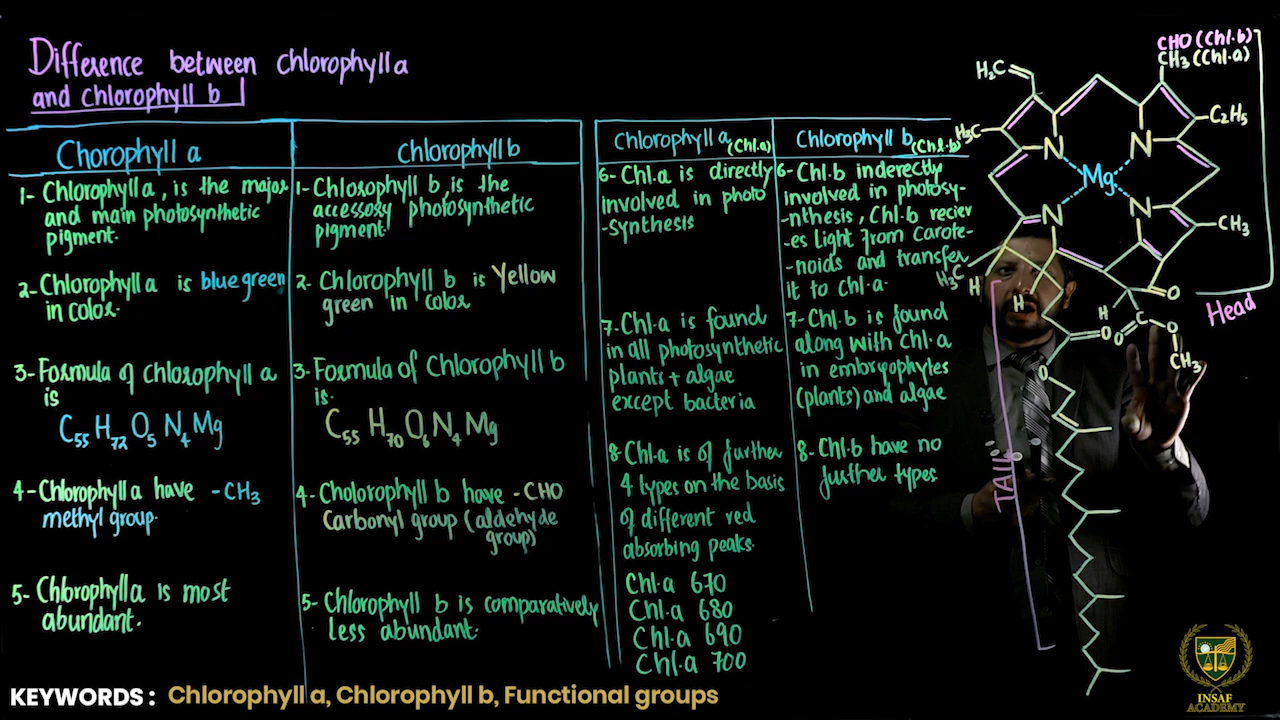 Difference between chlorophyll a
and Chlorophyll b
Chorophyll a
1- Chlorophyll a, is the major
and main photosynthetic
pigment.
2- Chlorophyll a is blue green
in color.
3- Formula of chlorophyll a
is
C55 H72 O5 N4 Mg
4- Chlorophyll a have -CH3
methyl group.
5- Chlorophyll a is most
abundant.
Chlorophyll b
1- Chlorophyll b, is the
accessory photosynthetic
pigment.
2- Chlorophyll b is Yellow
green in color
3- Formula of Chlorophyll b
is.
C55 H70 O6 N4 Mg
4- Cholorophyll b have -CHO
Carbonyl group (aldehyde
group)
5- Chlorophyll b is comparatively
less abundant.
Chlorophyll a (Chl.a)
6- Chl.a is directly
involved in photo
-synthesis
7- Chl.a is found
in all photosynthetic
plants + algae
except bacteria
8- Chl.a is of further
4 types on the basis
of different red
absorbing peaks.
Chl.a 670
Chl.a 680
Chl.a 690
Chl.a 700
Chlorophyll b (Chl.b)
6- Chl.b inderectly
involved in photosy-
-nthesis, Chl.b reciev
-es Light from Carote-
-noids and transfer
it to chl.a.
7- Chl.b is found
along with Chl.a
in embryophytes
(plants) and algae
8- Chl.b have no
further types
CHO (Chl.b)
CH3 (Chl.a)
H2C
C2H5
H3C
N
N
Mg
N
N
CH3
H3C
H
H
O
H
Head
C
O
O
O
CH3
O
TAIL
KEYWORDS : Chlorophyll a, Chlorophyll b, Functional groups
INSAF
ACADEMY